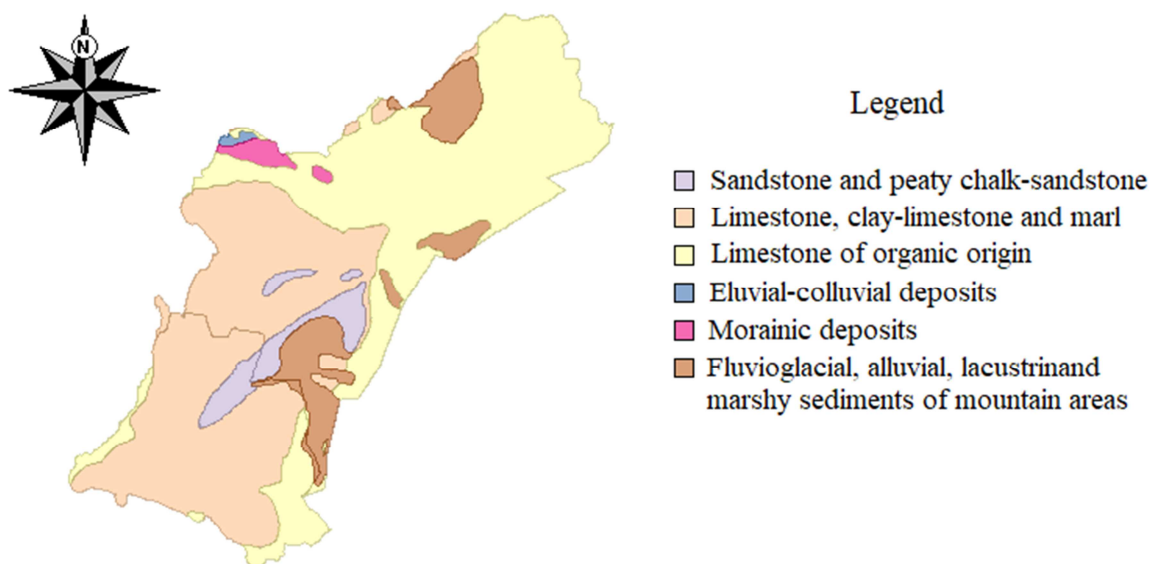 N
Legend
Sandstone and peaty chalk-sandstone
Limestone, clay-limestone and marl
Limestone of organic origin
Eluvial-colluvial deposits
Morainic deposits
Fluvioglacial, alluvial, lacustrinand
marshy sediments of mountain areas